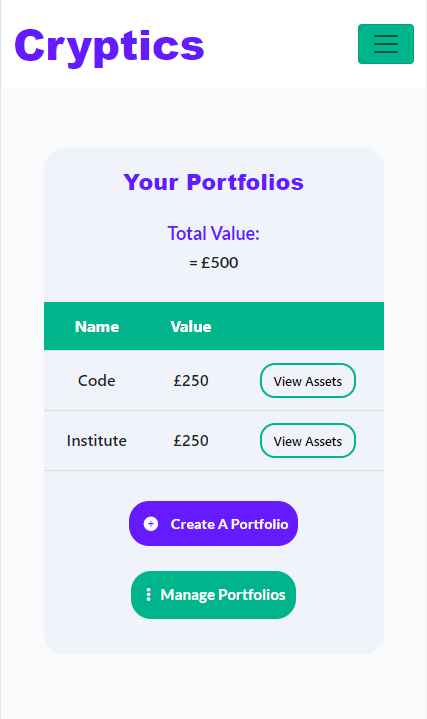 Cryptics
Your Portfolios
Total Value:
= £500
Name Value
Code £250 View Assets
Institute £250 View Assets
Create A Portfolio
Manage Portfolios